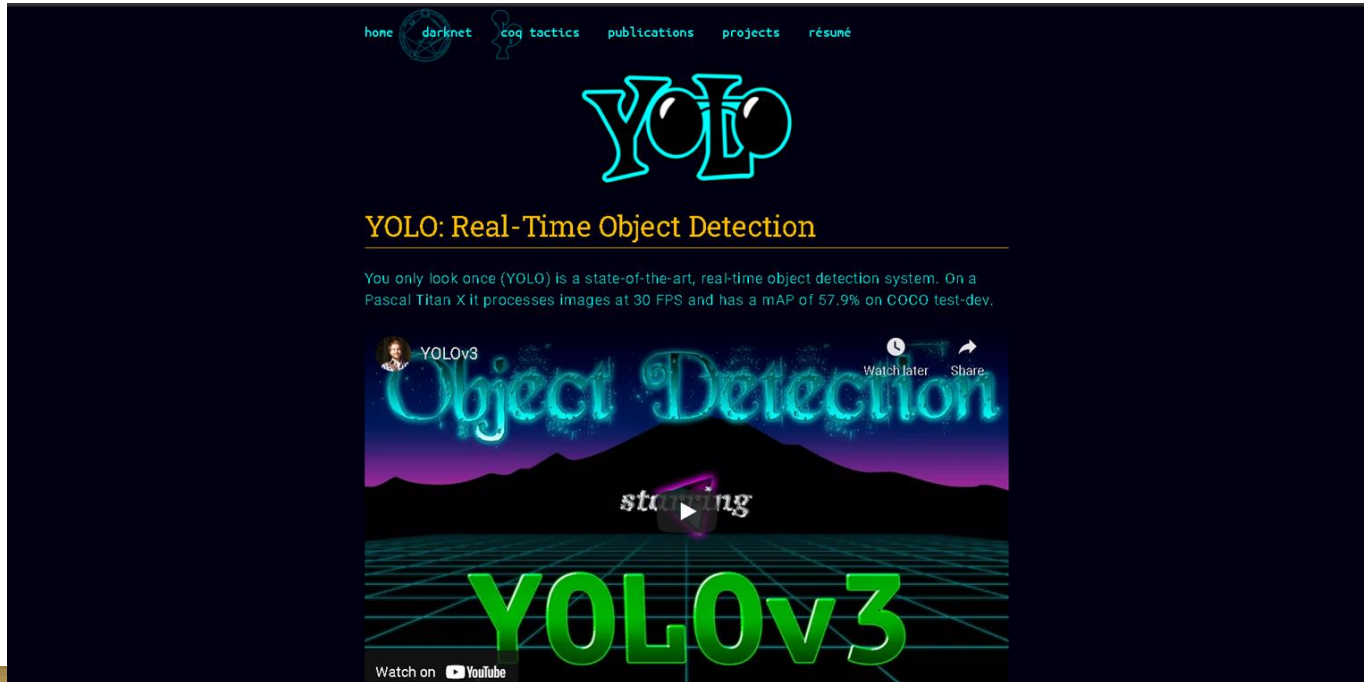 home darknet coq tactics publications projects résumé
YOLO
YOLO: Real-Time Object Detection
You only look once (YOLO) is a state-of-the-art, real-time object detection system. On a
Pascal Titan X it processes images at 30 FPS and has a mAP of 57.9% on COCO test-dev.
YOLOv3
Watch later Share
Object Detection
starring
YOLOv3
Watch on YouTube